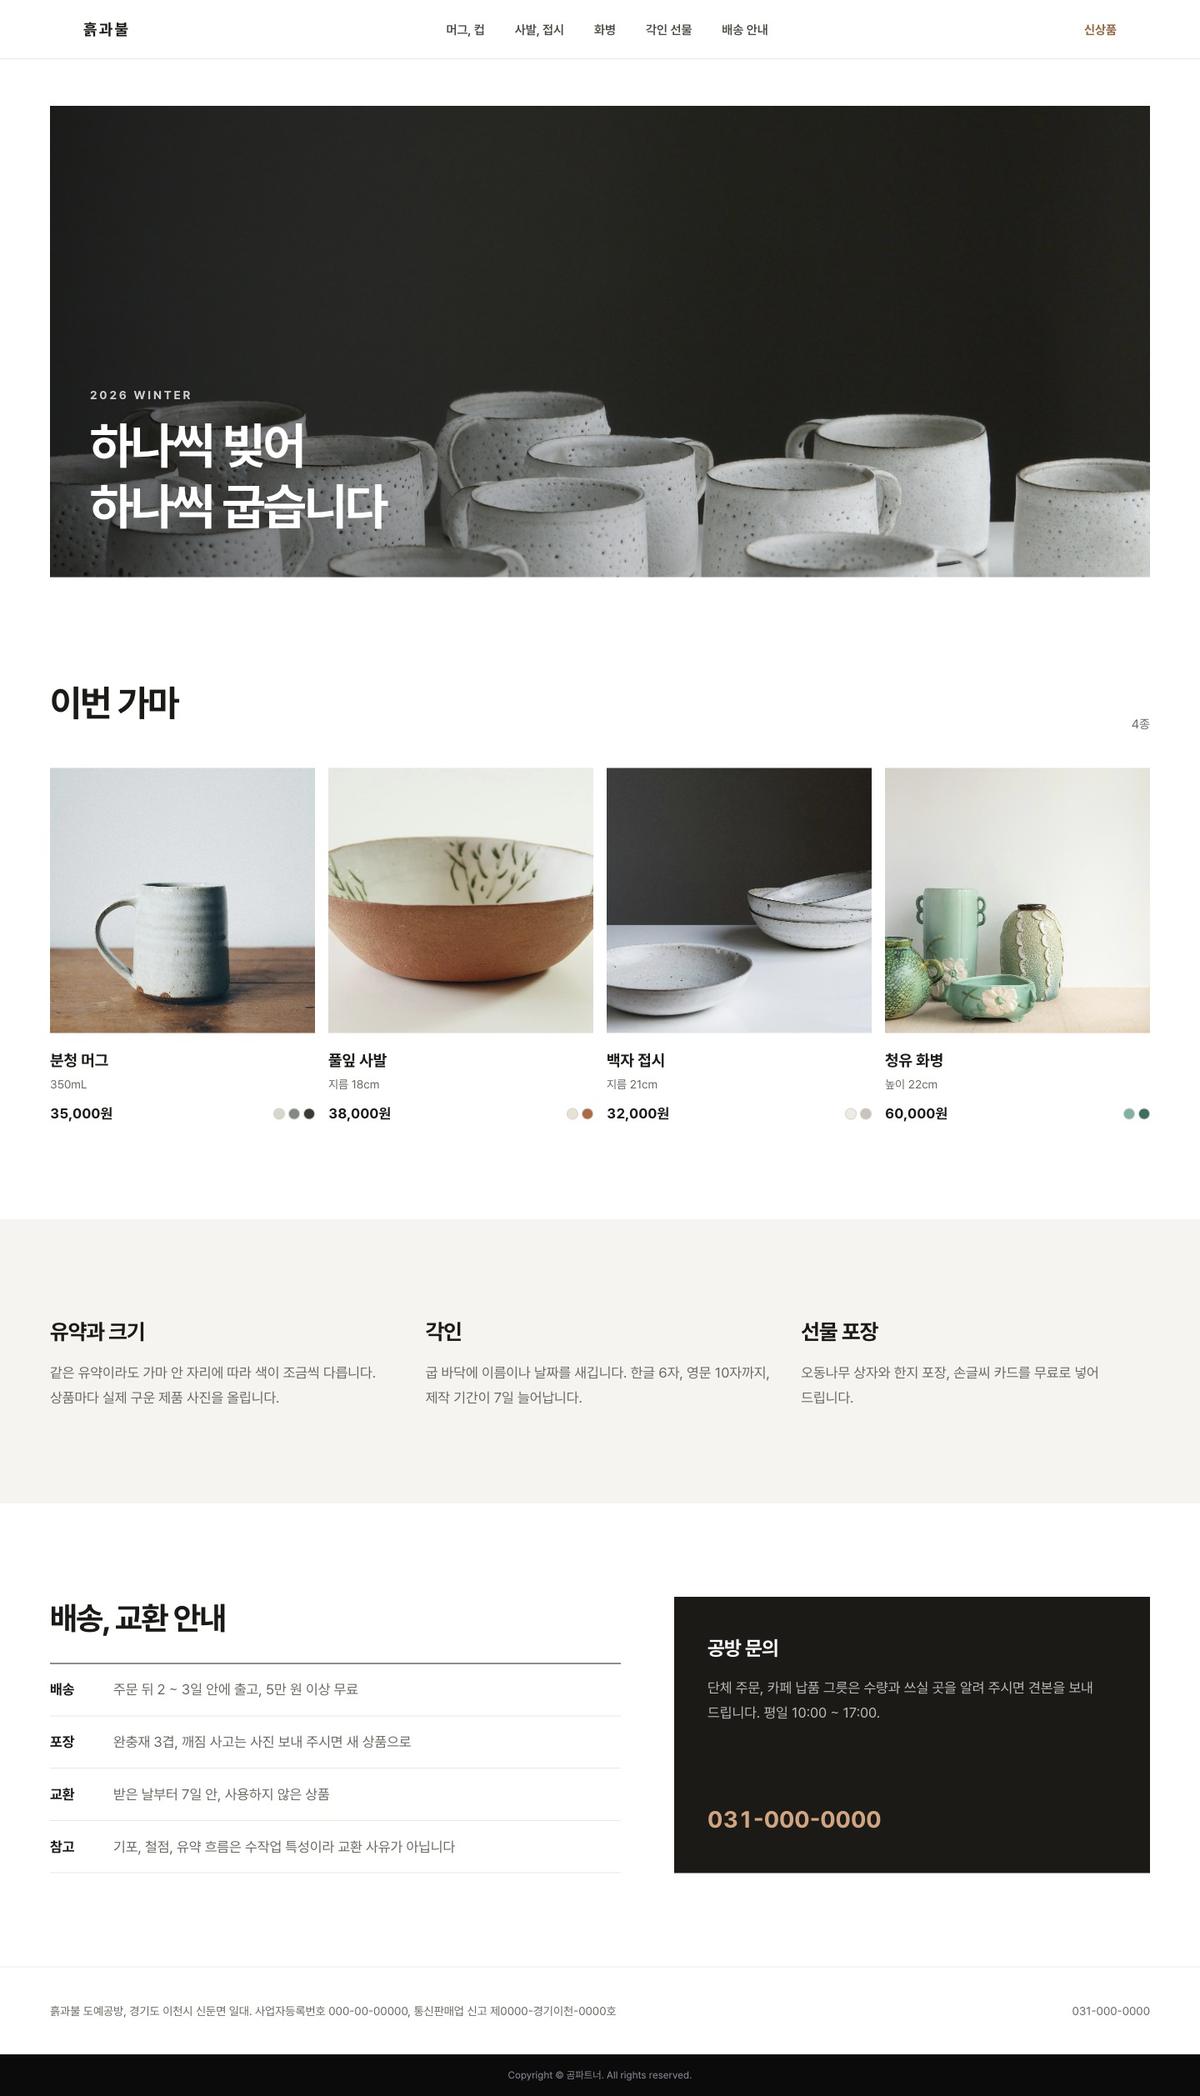 흙과불
머그, 컵
사발, 접시
화병
각인 선물
배송 안내
신상품
2026 WINTER
하나씩 빚어
하나씩 굽습니다
이번 가마
4종
분청 머그
350mL
35,000원
풀잎 사발
지름 18cm
38,000원
백자 접시
지름 21cm
32,000원
청유 화병
높이 22cm
60,000원
유약과 크기
같은 유약이라도 가마 안 자리에 따라 색이 조금씩 다릅니다.
상품마다 실제 구운 제품 사진을 올립니다.
각인
굽 바닥에 이름이나 날짜를 새깁니다. 한글 6자, 영문 10자까지,
제작 기간이 7일 늘어납니다.
선물 포장
오동나무 상자와 한지 포장, 손글씨 카드를 무료로 넣어
드립니다.
배송, 교환 안내
배송 주문 뒤 2 ~ 3일 안에 출고, 5만 원 이상 무료
포장 완충재 3겹, 깨짐 사고는 사진 보내 주시면 새 상품으로
교환 받은 날부터 7일 안, 사용하지 않은 상품
참고 기포, 철점, 유약 흐름은 수작업 특성이라 교환 사유가 아닙니다
공방 문의
단체 주문, 카페 납품 그릇은 수량과 쓰실 곳을 알려 주시면 견본을 보내
드립니다. 평일 10:00 ~ 17:00.
031-000-0000
흙과불 도예공방, 경기도 이천시 신둔면 일대. 사업자등록번호 000-00-00000, 통신판매업 신고 제0000-경기이천-0000호
031-000-0000
Copyright © 곰파트너. All rights reserved.